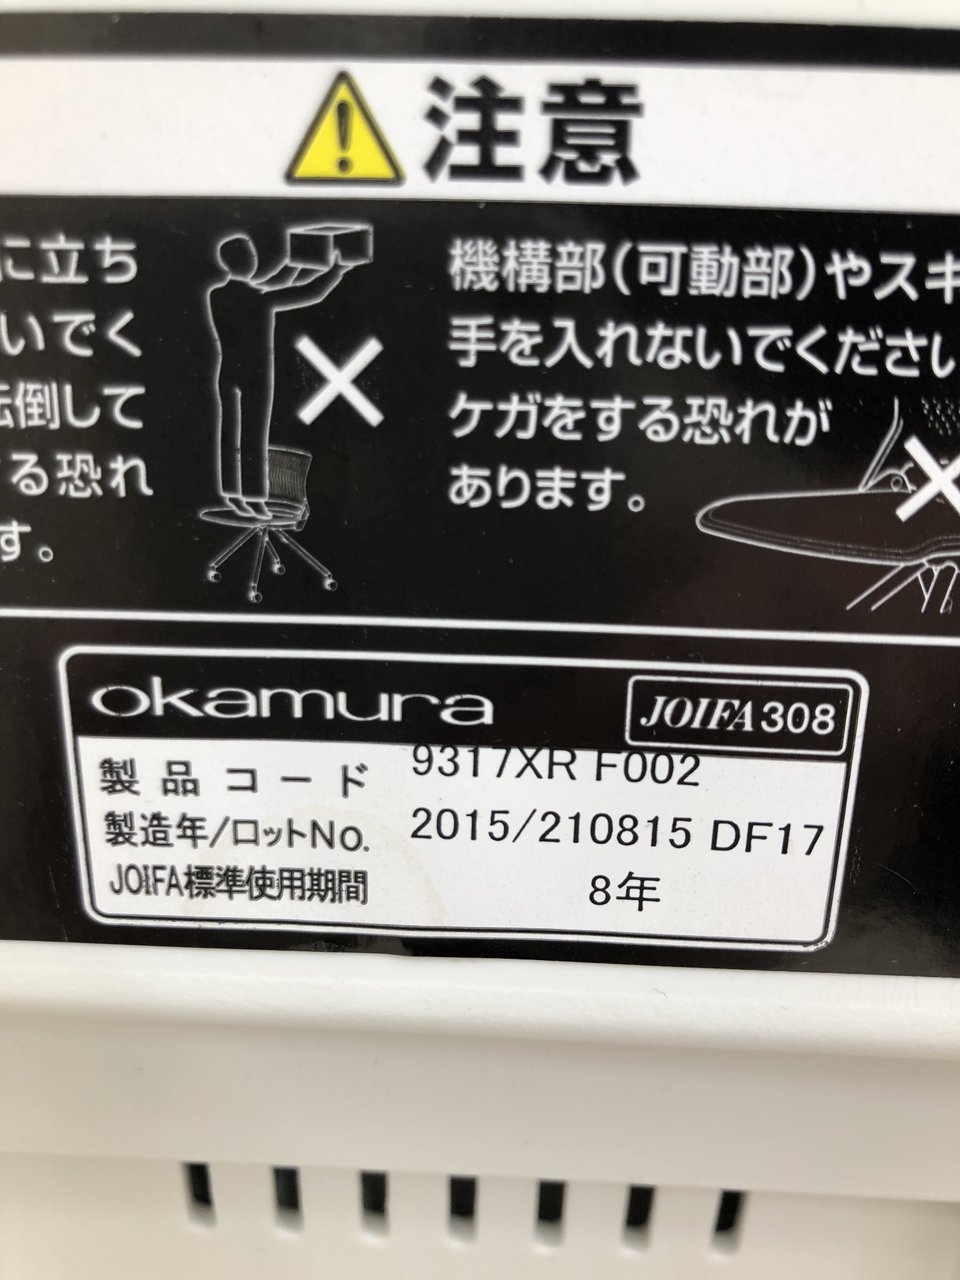 注意
に立ち
いでく
転倒して
る恐れ
す。
機構部(可動部)やスキ
手を入れないでください
ケガをする恐れが
あります。
okamura
JOIFA308
製品コード 9317XR F002
製造年/ロットNo. 2015/210815 DF17
JOIFA標準使用期間 8年